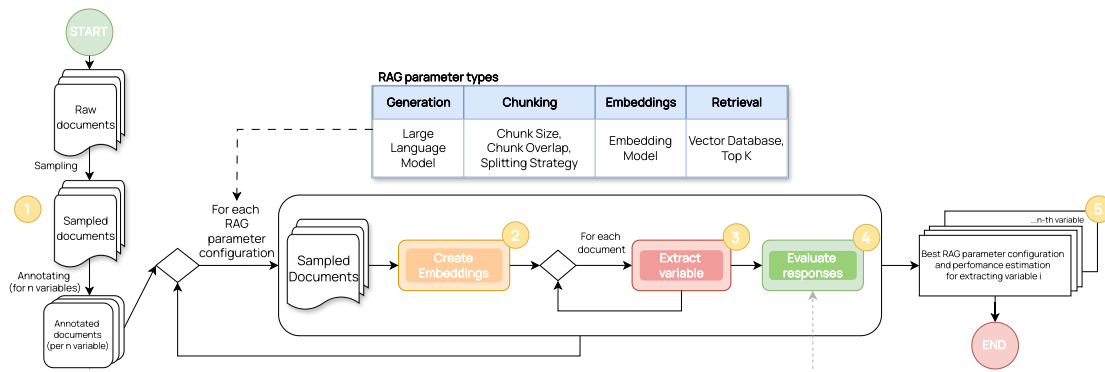 START
Raw
documents
Sampling
1
Sampled
documents
Annotating
(for n variables)
Annotated
documents
(per n variable)
RAG parameter types
Generation
Chunking
Embeddings
Retrieval
Large
Language
Model
Chunk Size,
Chunk Overlap,
Splitting Strategy
Embedding
Model
Vector Database,
Top K
For each
RAG
parameter
configuration
Sampled
Documents
2
Create
Embeddings
For each
document
3
Extract
variable
4
Evaluate
responses
5
...n-th variable
Best RAG parameter configuration
and perfomance estimation
for extracting variable i
END